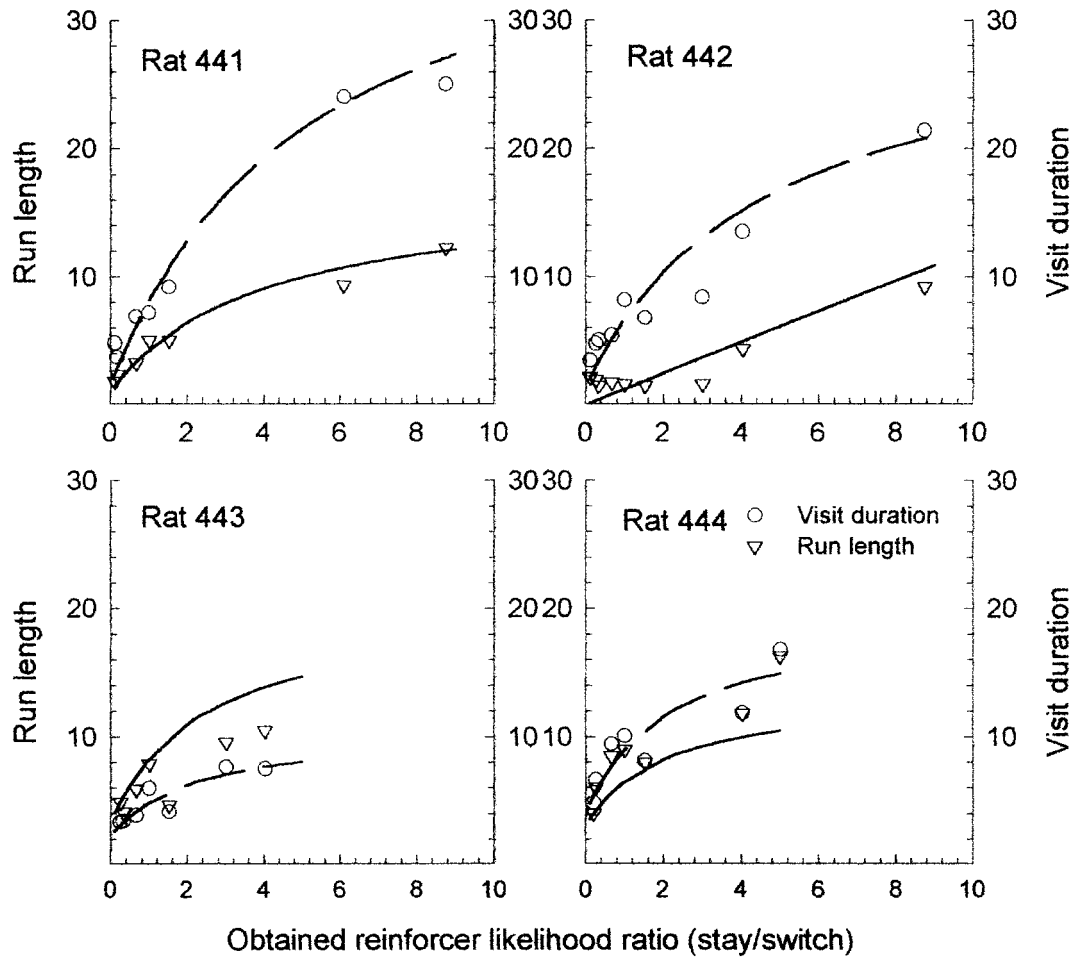 30 30 30
Rat 441 Rat 442
20 20 20 20
10 10 10 10
0 2 4 6 8 10 0 2 4 6 8 10
Run length
Visit duration
30 30 30 30
Rat 443 Rat 444 Visit duration
Run length
20 20 20 20
10 10 10 10
0 2 4 6 8 10 0 2 4 6 8 10
Run length
Visit duration
Obtained reinforcer likelihood ratio (stay/switch)